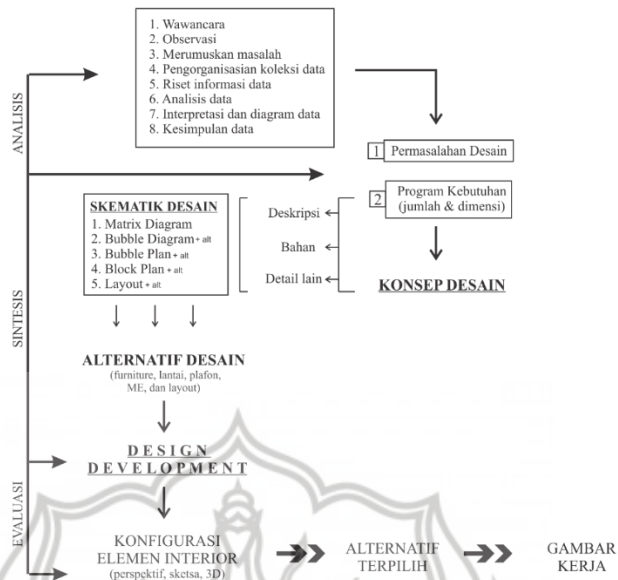 ANALISIS
1. Wawancara
2. Observasi
3. Merumuskan masalah
4. Pengorganisasian koleksi data
5. Riset informasi data
6. Analisis data
7. Interpretasi dan diagram data
8. Kesimpulan data
1 Permasalahan Desain
2 Program Kebutuhan
(jumlah & dimensi)
KONSEP DESAIN
Deskripsi
Bahan
Detail lain
SINTESIS
SKEMATIK DESAIN
1. Matrix Diagram
2. Bubble Diagram + alt
3. Bubble Plan + alt
4. Block Plan + alt
5. Layout + alt
ALTERNATIF DESAIN
(furniture, lantai, plafon,
ME, dan layout)
DESIGN
DEVELOPMENT
EVALUASI
KONFIGURASI
ELEMEN INTERIOR
(perspektif, sketsa, 3D)
ALTERNATIF
TERPILIH
GAMBAR
KERJA